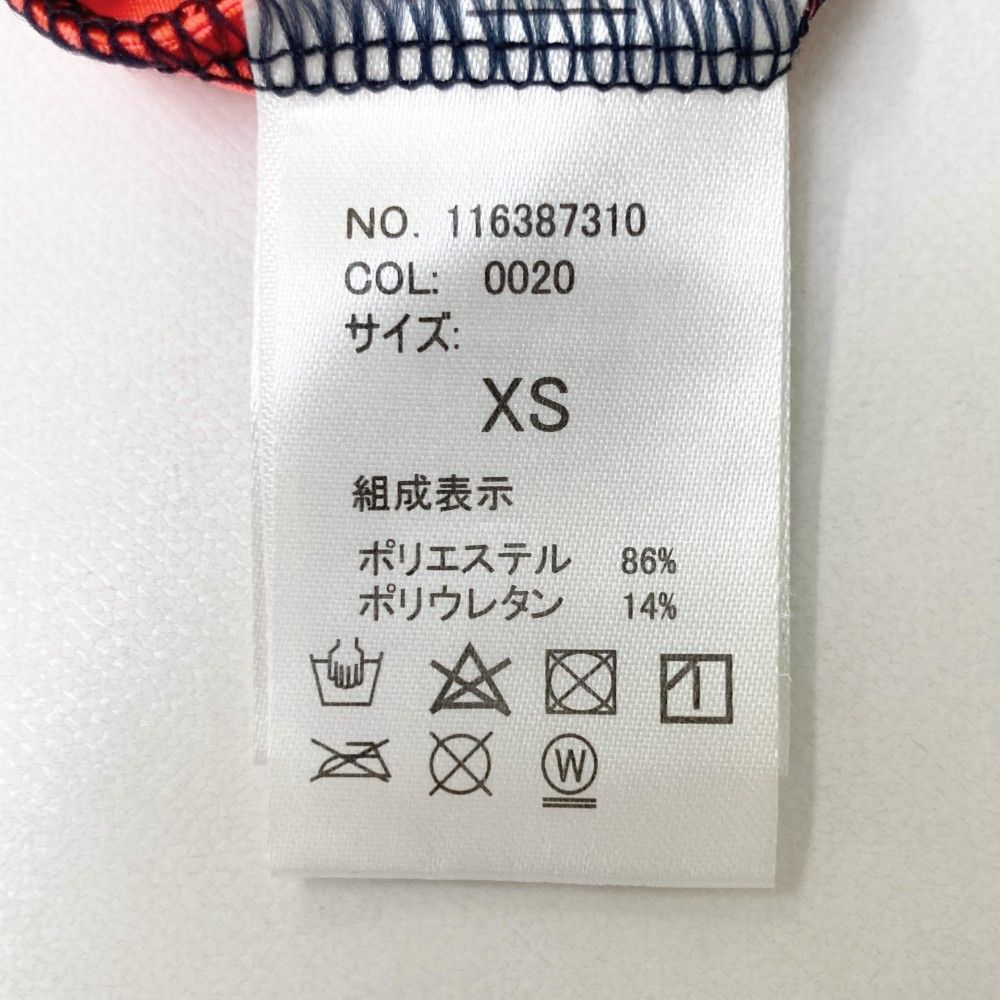 NO. 116387310
COL: 0020
サイズ:
XS
組成表示
ポリエステル 86%
ポリウレタン 14%
W